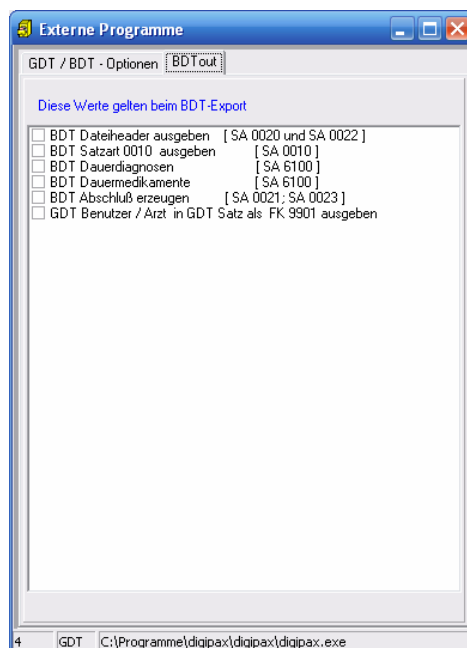 Externe Programme
GDT / BDT - Optionen BDTout
Diese Werte gelten beim BDT-Export
BDT Dateiheader ausgeben [ SA 0020 und SA 0022 ]
BDT Satzart 0010 ausgeben [ SA 0010 ]
BDT Dauerdiagnosen [ SA 6100 ]
BDT Dauermedikamente [ SA 6100 ]
BDT Abschluß erzeugen [ SA 0021; SA 0023 ]
GDT Benutzer / Arzt in GDT Satz als FK 9901 ausgeben
4 GDT C:\Programme\digipax\digipax\digipax.exe